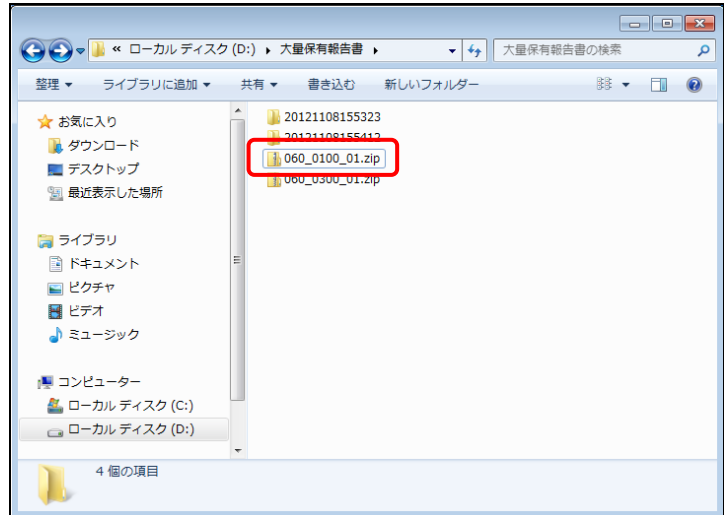 « ローカル ディスク (D:) ▸ 大量保有報告書 ▸
大量保有報告書の検索
整理 ▼ ライブラリに追加 ▼ 共有 ▼ 書き込む 新しいフォルダー
お気に入り
ダウンロード
デスクトップ
最近表示した場所
ライブラリ
ドキュメント
ピクチャ
ビデオ
ミュージック
コンピューター
ローカル ディスク (C:)
ローカル ディスク (D:)
20121108155323
20121108155412
060_0100_01.zip
060_0300_01.zip
4 個の項目